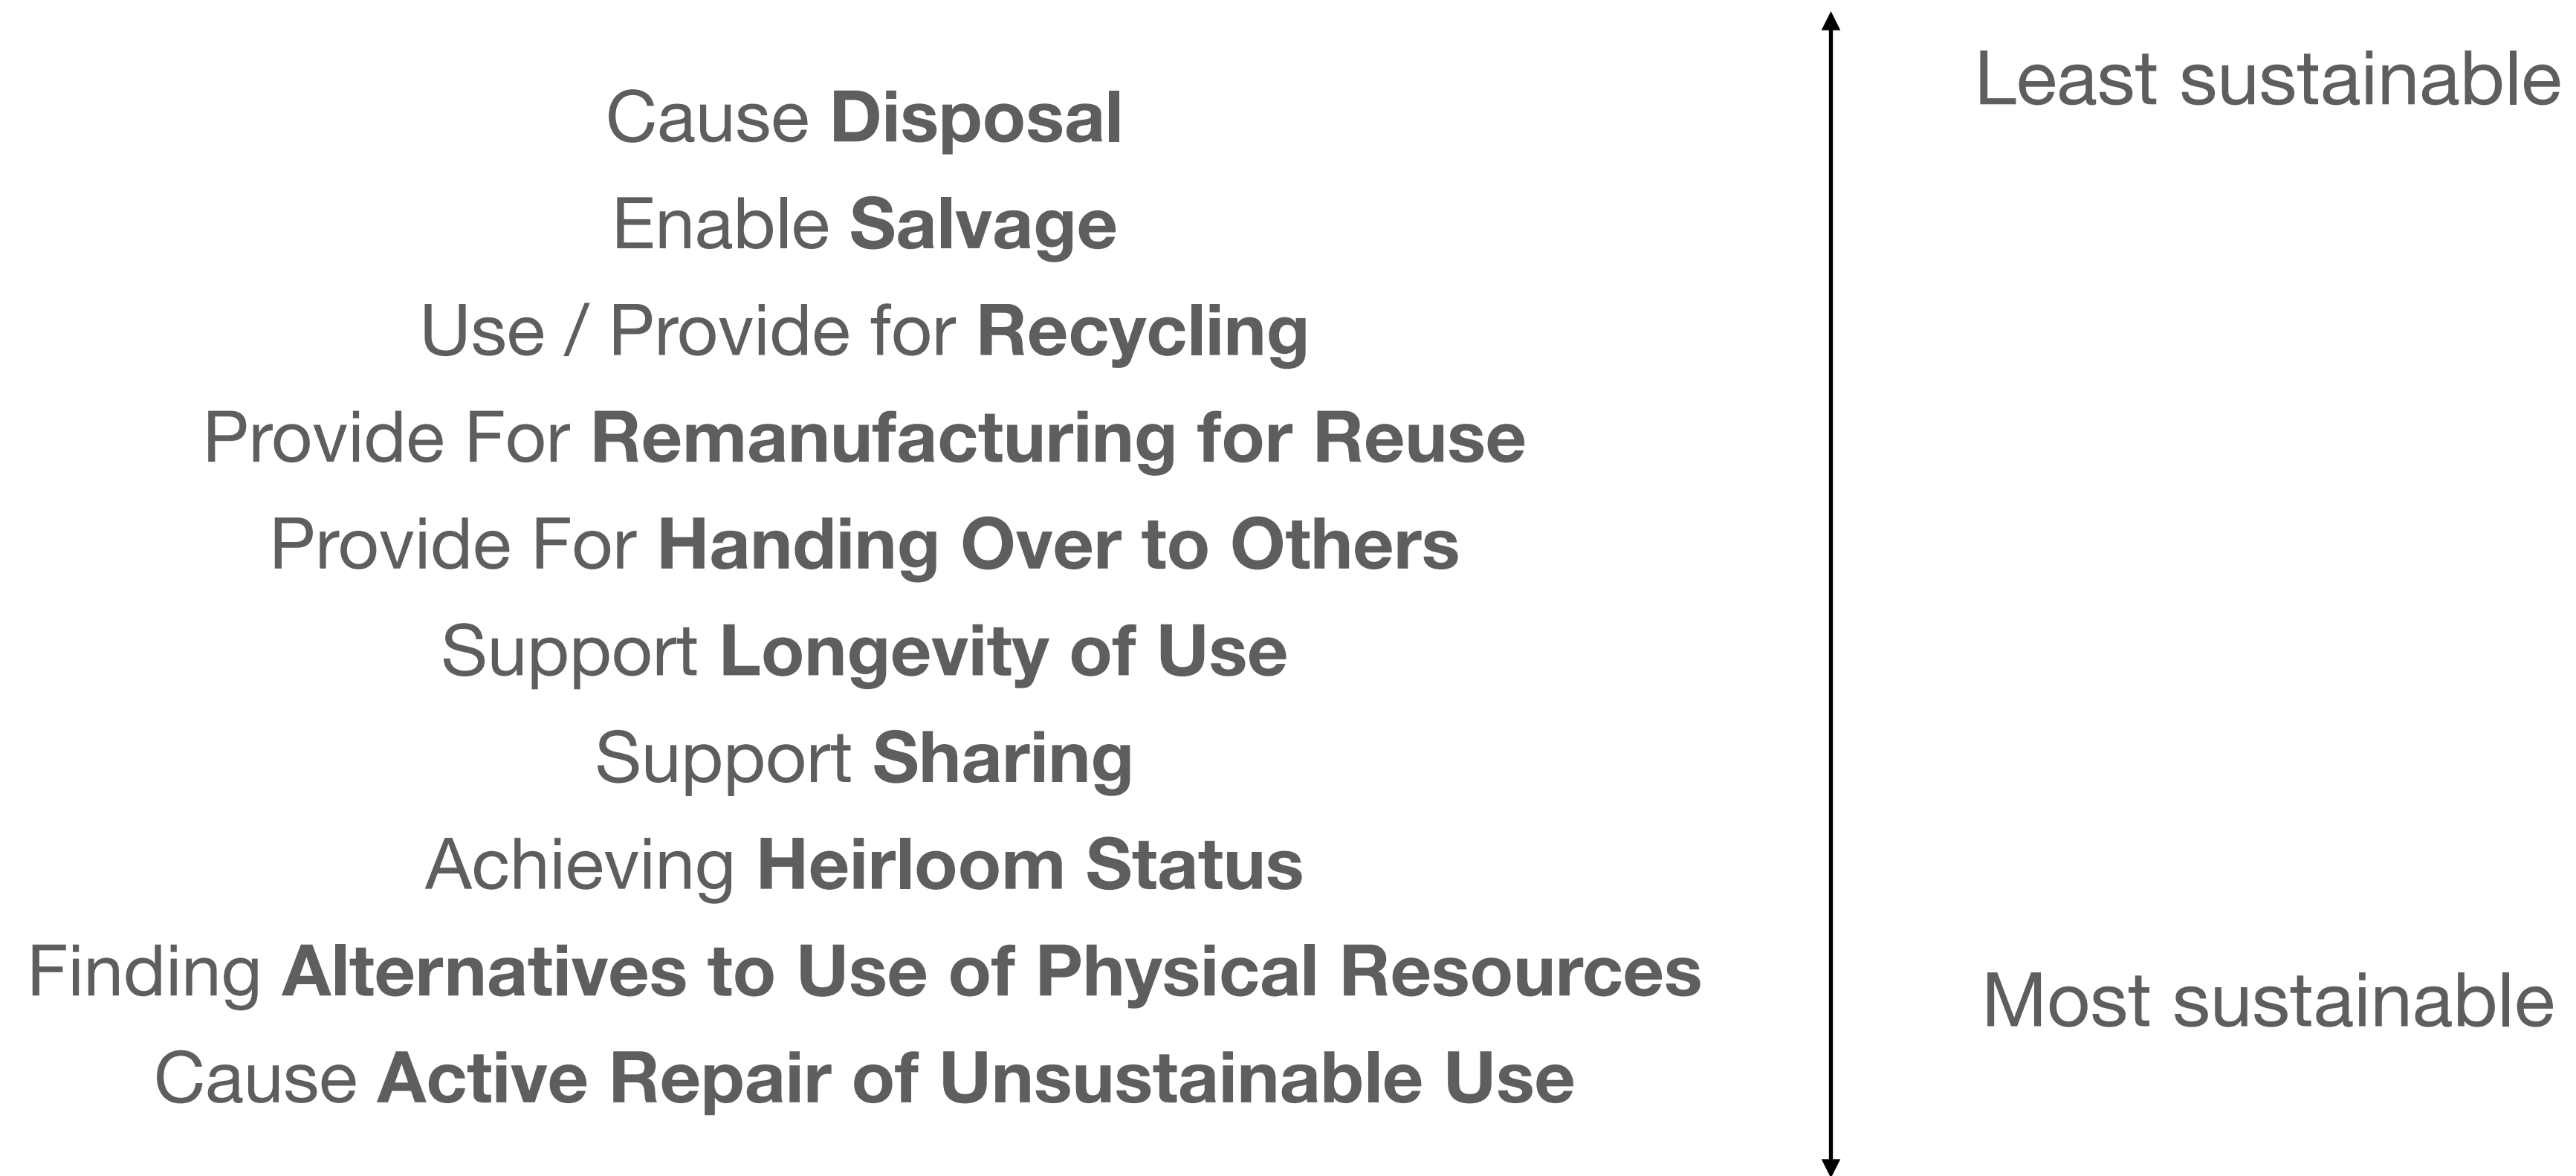 Least sustainable
Cause Disposal
Enable Salvage
Use / Provide for Recycling
Provide For Remanufacturing for Reuse
Provide For Handing Over to Others
Support Longevity of Use
Support Sharing
Achieving Heirloom Status
Finding Alternatives to Use of Physical Resources
Most sustainable
Cause Active Repair of Unsustainable Use